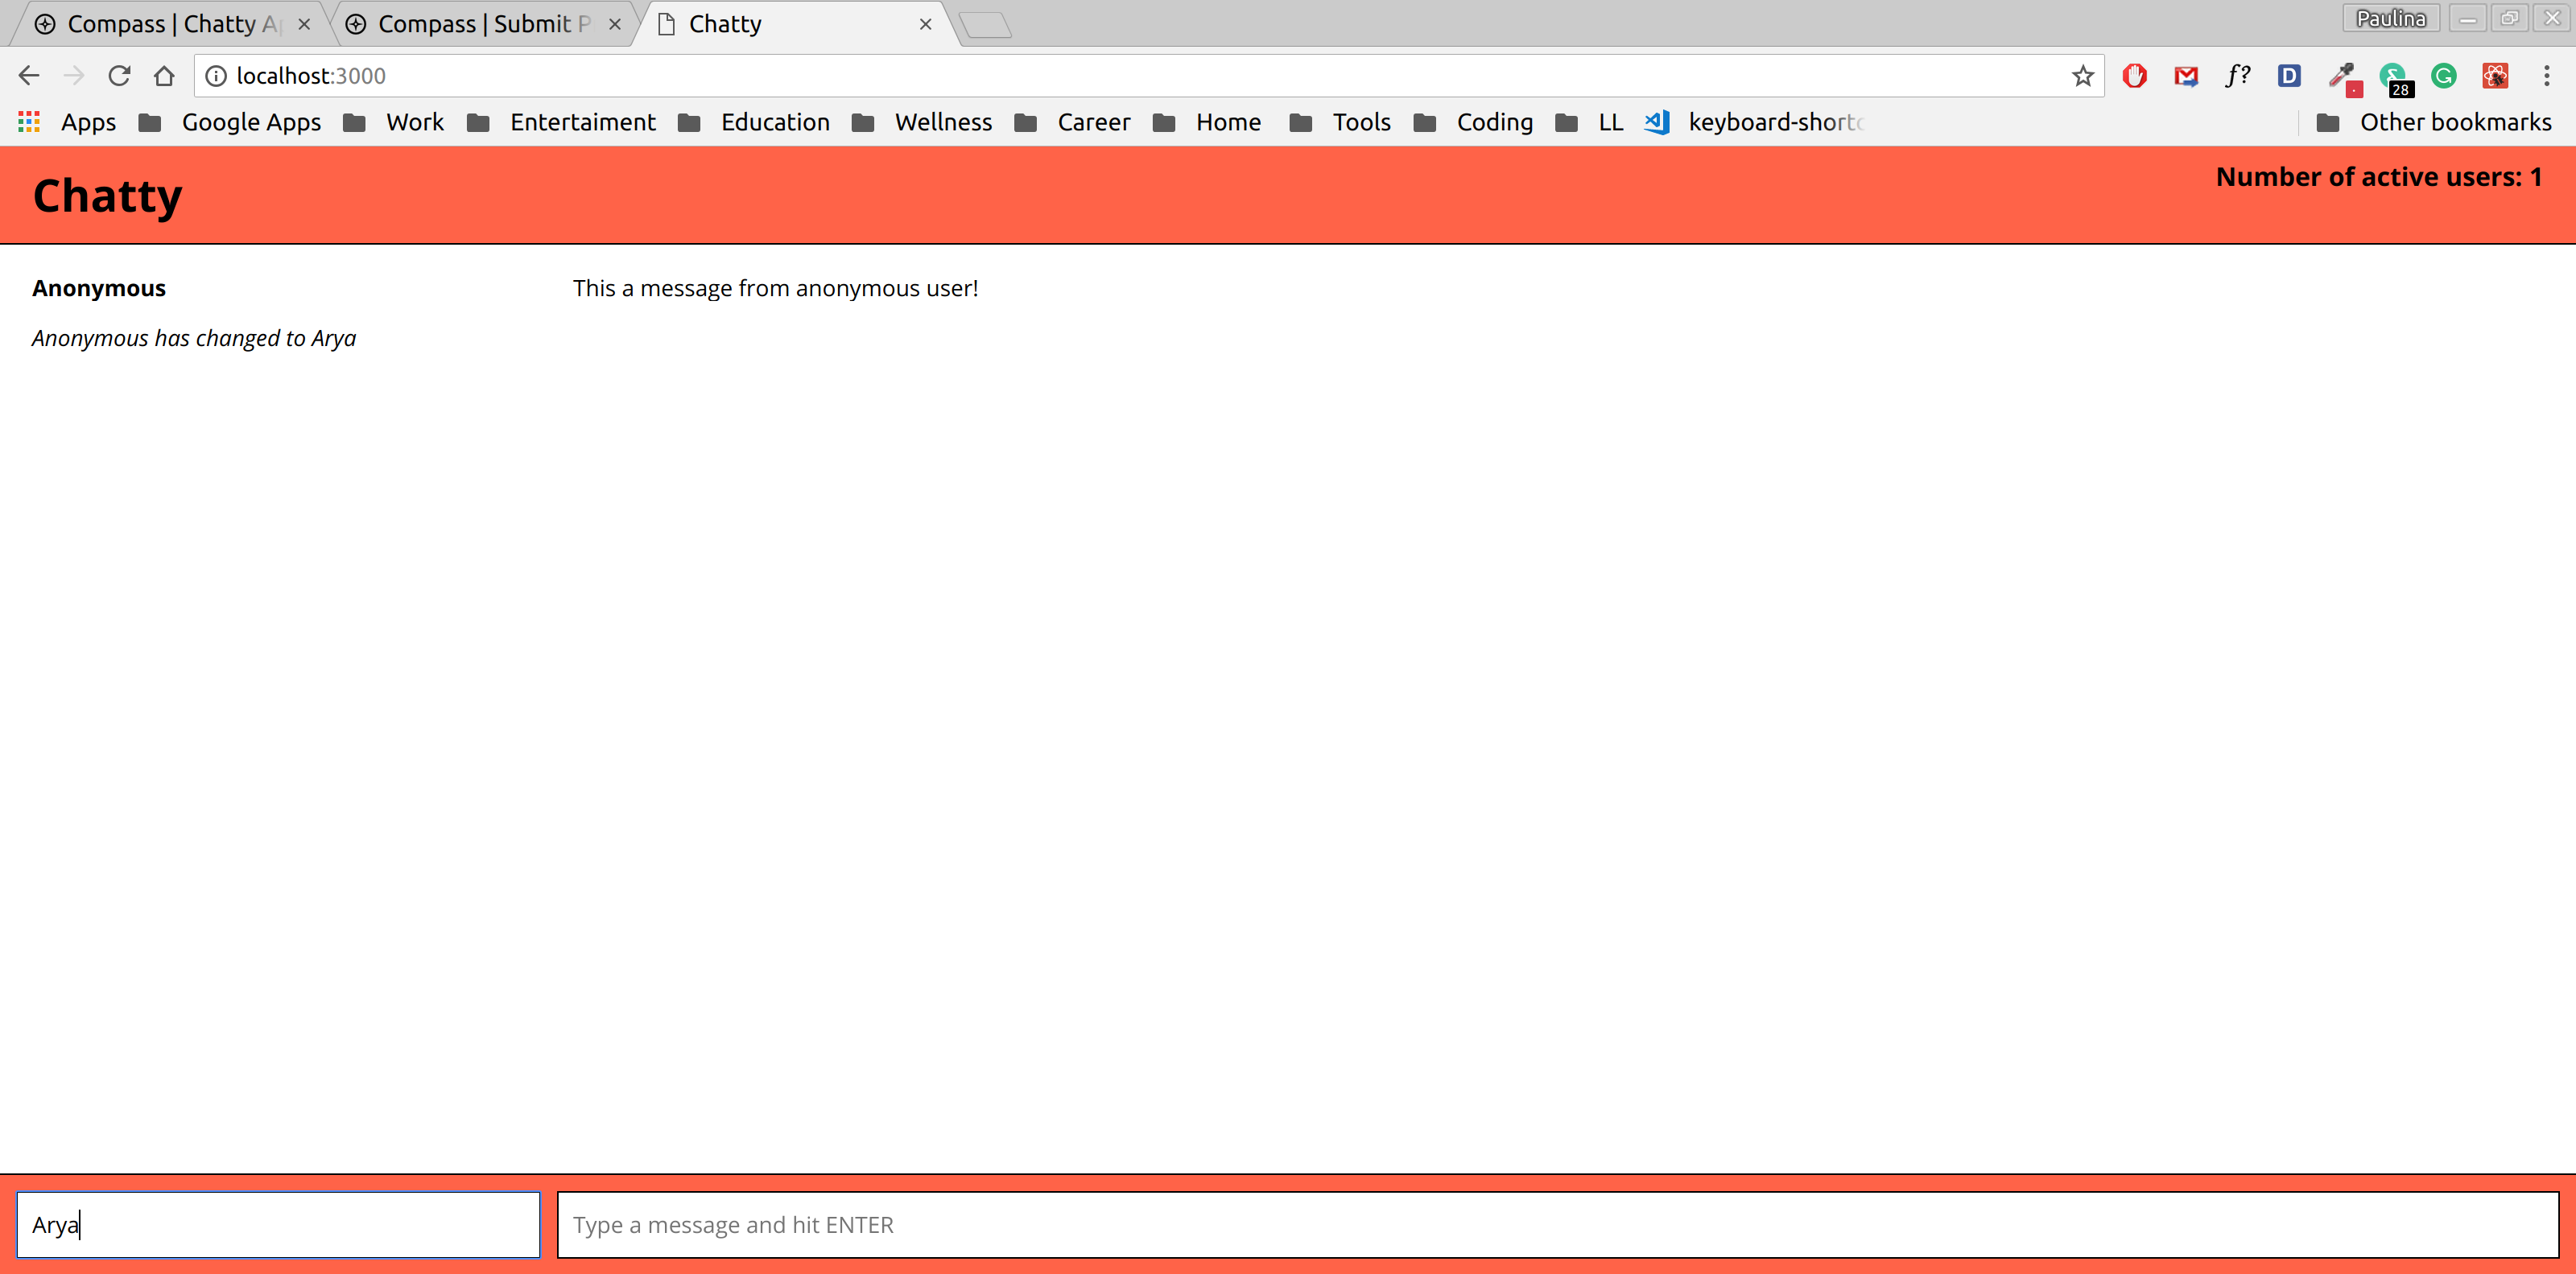 Compass | Chatty Ap
Compass | Submit P
Chatty
Paulina
localhost:3000
f?
D
28
G
Apps
Google Apps
Work
Entertaiment
Education
Wellness
Career
Home
Tools
Coding
LL
keyboard-shortc
Other bookmarks
Chatty
Number of active users: 1
Anonymous This a message from anonymous user!
Anonymous has changed to Arya
Arya
Type a message and hit ENTER